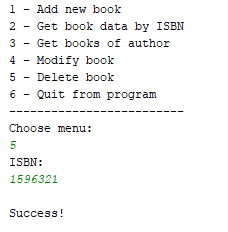 1 - Add new book
2 - Get book data by ISBN
3 - Get books of author
4 - Modify book
5 - Delete book
6 - Quit from program
-------------------------
Choose menu:
5
ISBN:
1596321
Success!